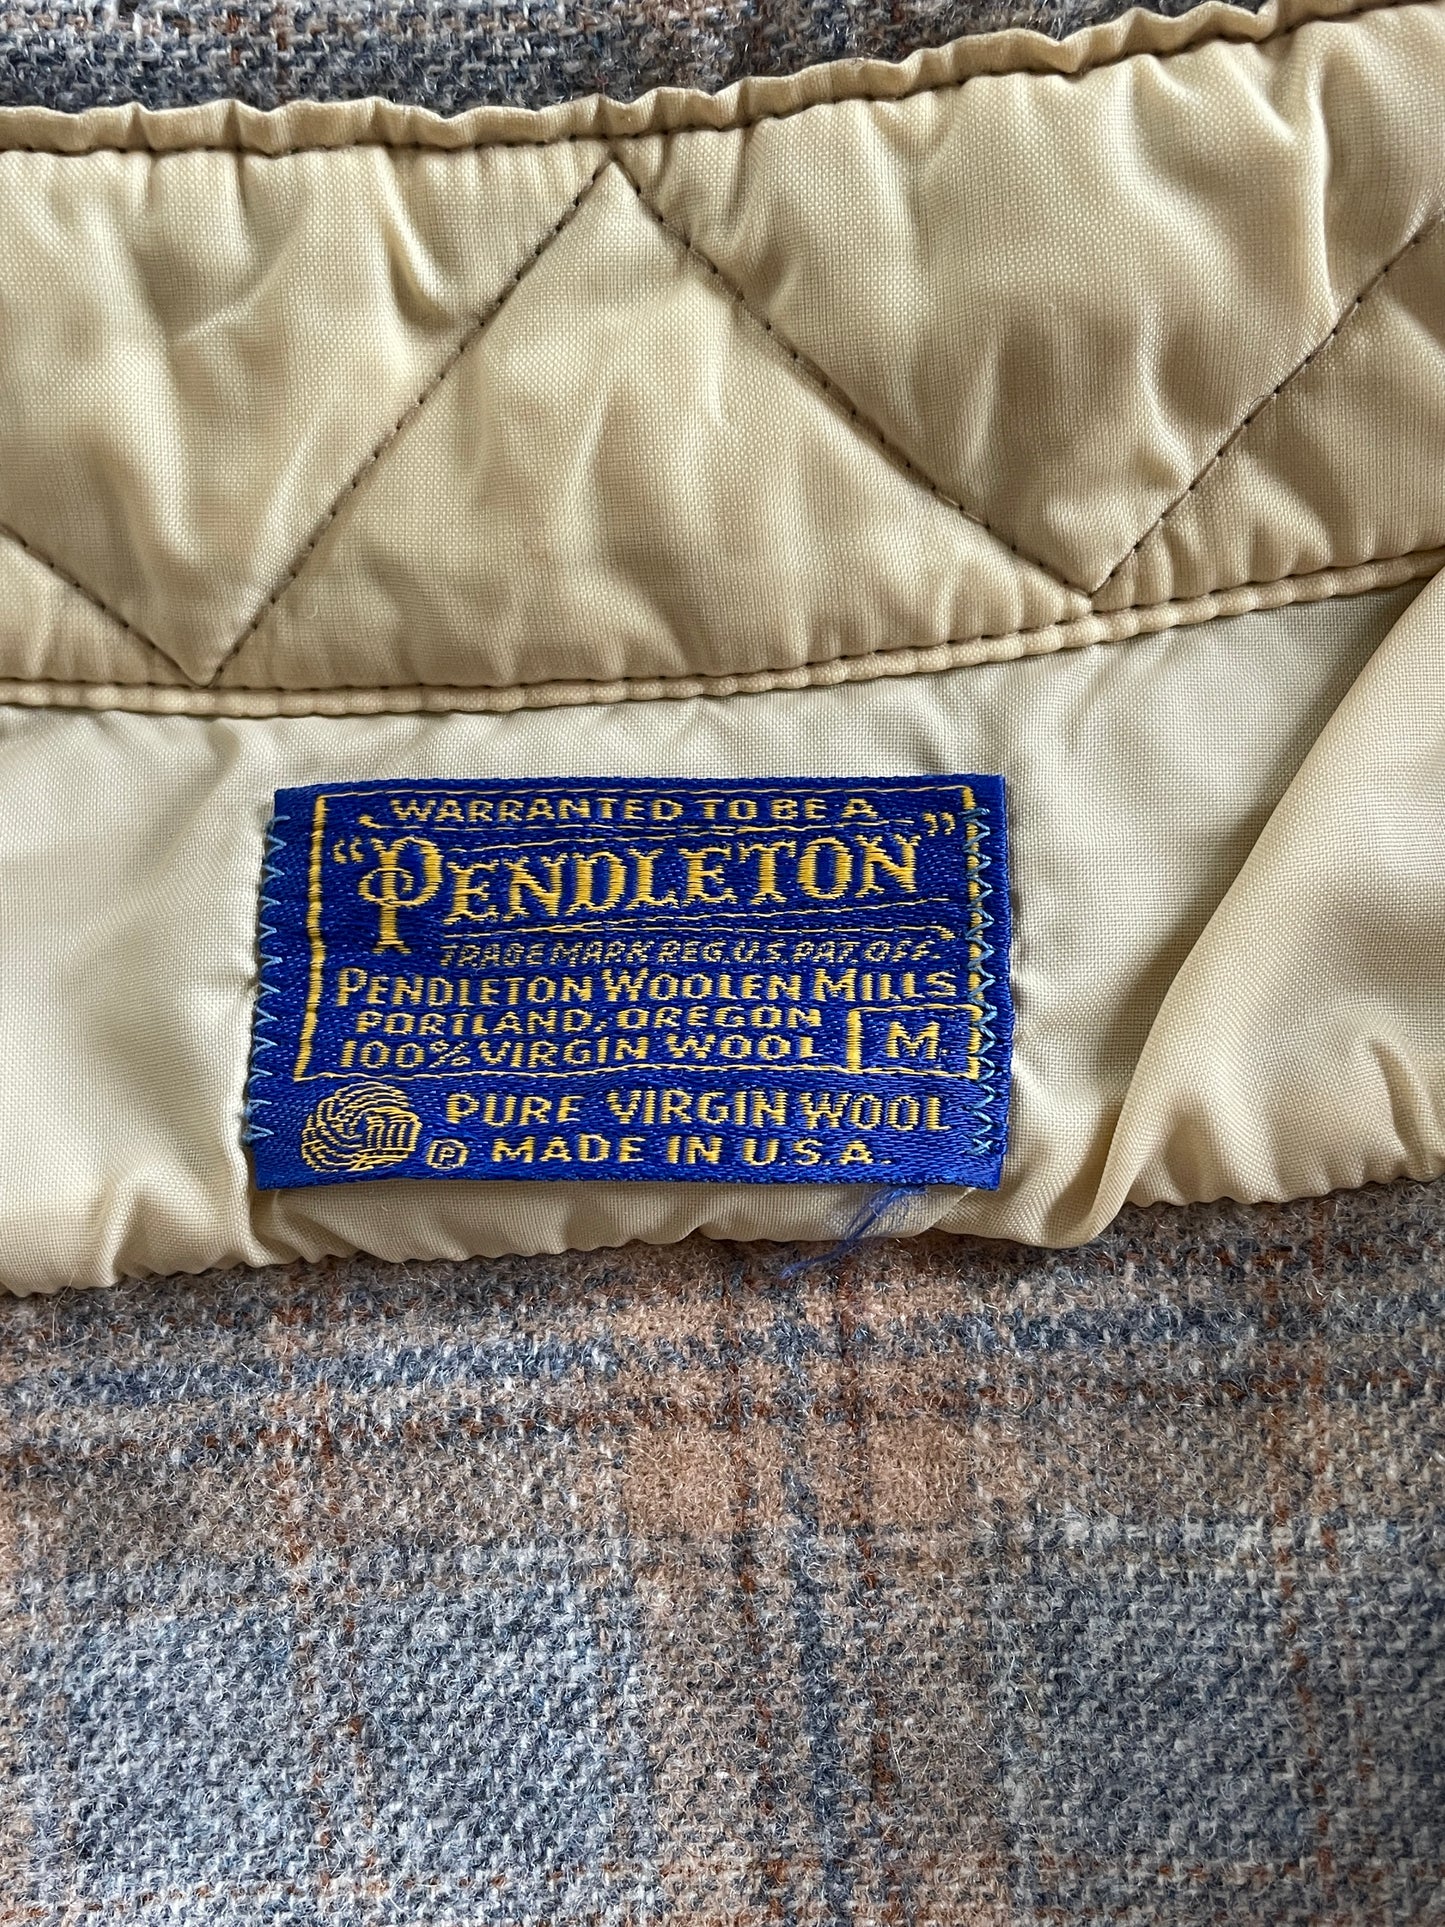 WARRANTED TO BE A
"PENDLETON"
TRADE MARK REG. U.S. PAT. OFF.
PENDLETON WOOLEN MILLS
PORTLAND, OREGON
100% VIRGIN WOOL M.
PURE VIRGIN WOOL
Ⓟ MADE IN U.S.A.